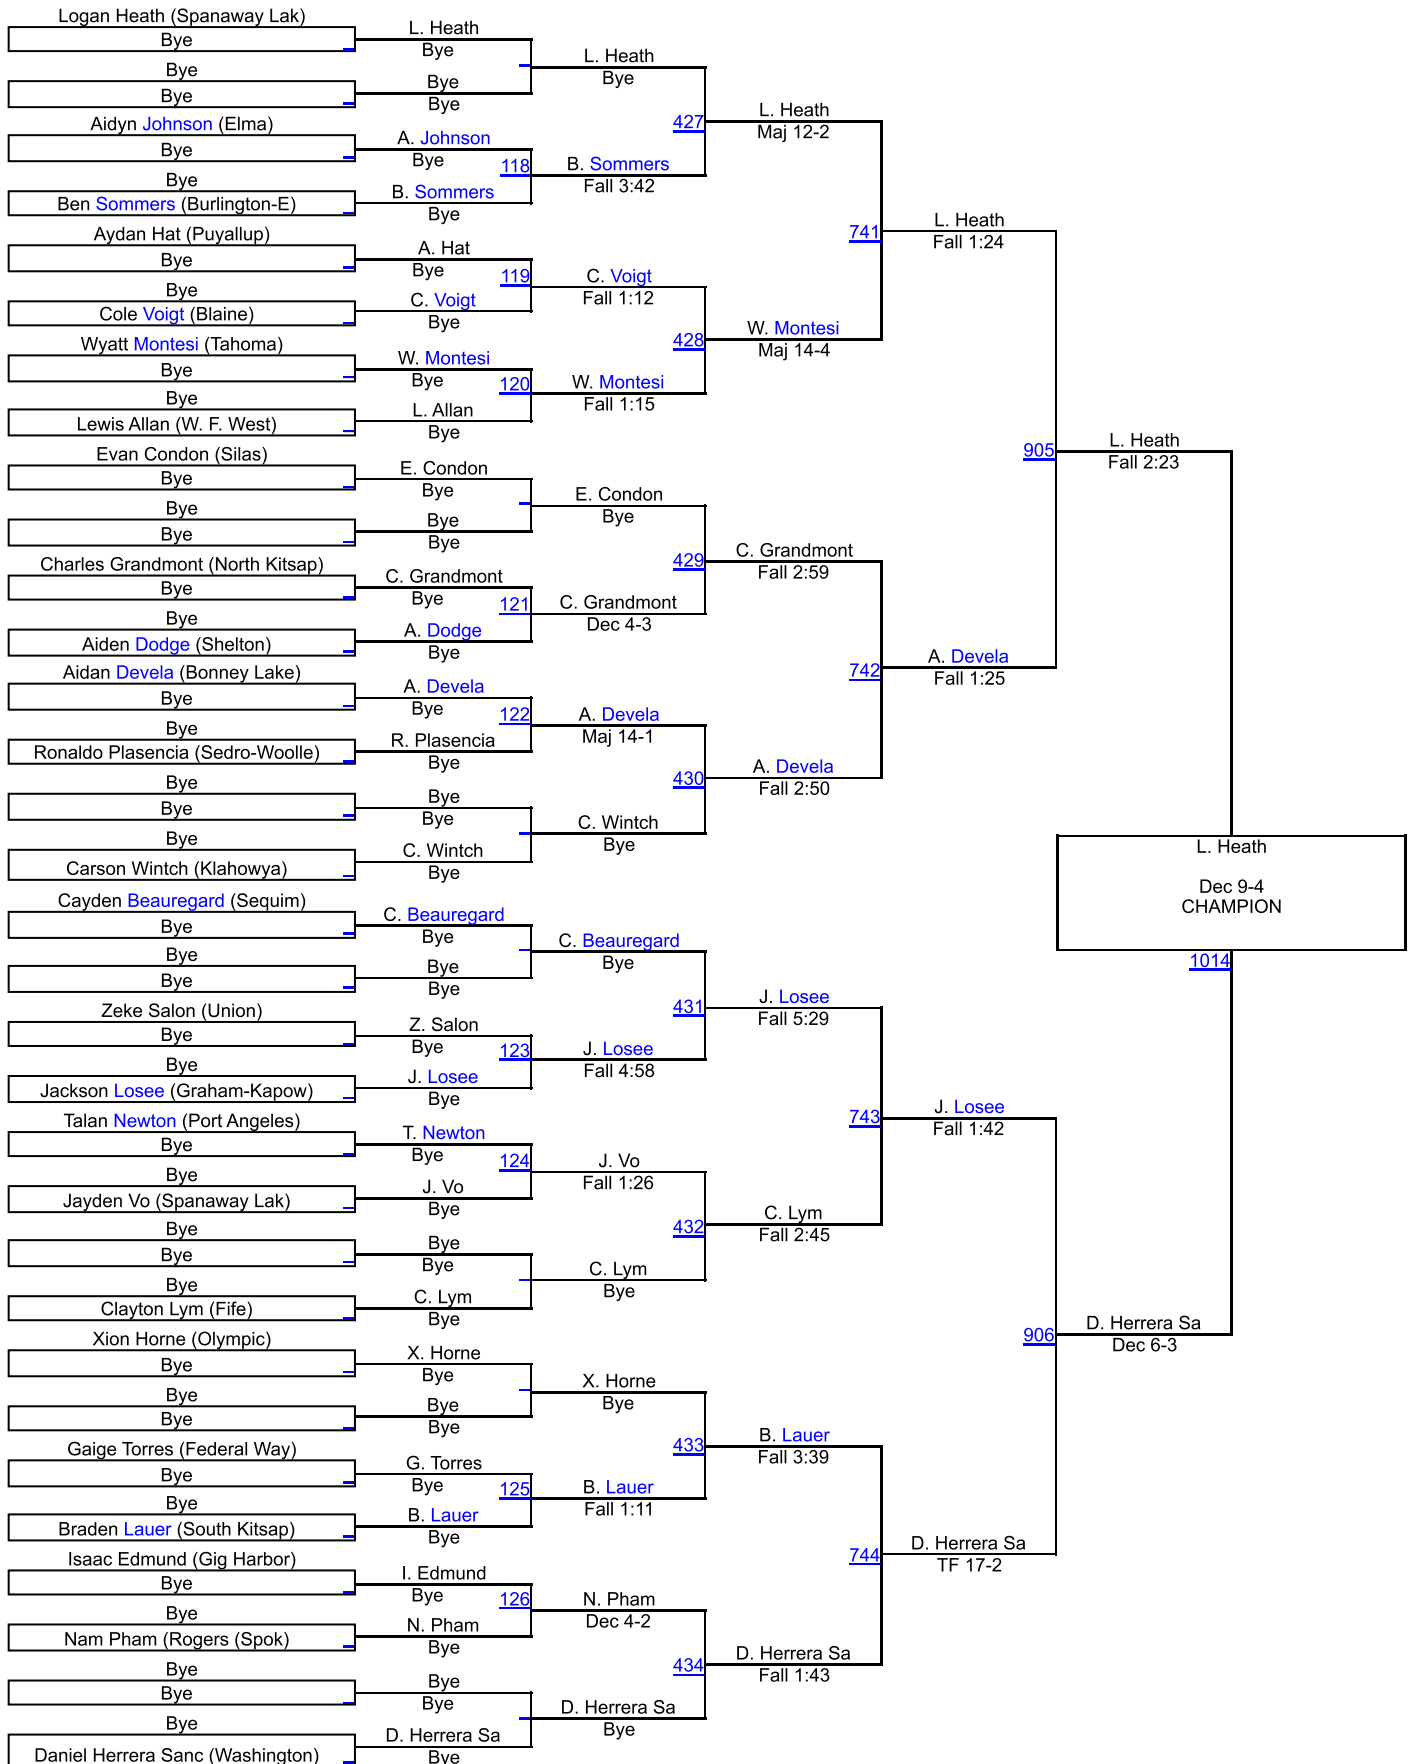 Logan Heath (Spanaway Lak)
Bye
Bye
Bye
Aidyn Johnson (Elma)
Bye
Bye
Ben Sommers (Burlington-E)
Aydan Hat (Puyallup)
Bye
Bye
Cole Voigt (Blaine)
Wyatt Montesi (Tahoma)
Bye
Bye
Lewis Allan (W. F. West)
Evan Condon (Silas)
Bye
Bye
Bye
Charles Grandmont (North Kitsap)
Bye
Bye
Aiden Dodge (Shelton)
Aidan Devela (Bonney Lake)
Bye
Bye
Ronaldo Plasencia (Sedro-Woolle)
Bye
Bye
Bye
Carson Wintch (Klahowya)
Cayden Beauregard (Sequim)
Bye
Bye
Bye
Zeke Salon (Union)
Bye
Bye
Jackson Losee (Graham-Kapow)
Talan Newton (Port Angeles)
Bye
Bye
Jayden Vo (Spanaway Lak)
Bye
Bye
Bye
Clayton Lym (Fife)
Xion Horne (Olympic)
Bye
Bye
Bye
Gaige Torres (Federal Way)
Bye
Bye
Braden Lauer (South Kitsap)
Isaac Edmund (Gig Harbor)
Bye
Bye
Nam Pham (Rogers (Spok)
Bye
Bye
Bye
Daniel Herrera Sanc (Washington)
L. Heath
Bye
Bye
Bye
A. Johnson
Bye
118
B. Sommers
Bye
A. Hat
Bye
119
C. Voigt
Bye
W. Montesi
Bye
120
L. Allan
Bye
E. Condon
Bye
Bye
Bye
C. Grandmont
Bye
121
A. Dodge
Bye
A. Devela
Bye
122
R. Plasencia
Bye
Bye
Bye
C. Wintch
Bye
C. Beauregard
Bye
Bye
Bye
Z. Salon
Bye
123
J. Losee
Bye
T. Newton
Bye
124
J. Vo
Bye
Bye
Bye
C. Lym
Bye
X. Horne
Bye
Bye
Bye
G. Torres
Bye
125
B. Lauer
Bye
I. Edmund
Bye
126
N. Pham
Bye
Bye
Bye
D. Herrera Sa
Bye
L. Heath
Bye
427
B. Sommers
Fall 3:42
C. Voigt
Fall 1:12
428
W. Montesi
Fall 1:15
E. Condon
Bye
429
C. Grandmont
Dec 4-3
A. Devela
Maj 14-1
430
C. Wintch
Bye
C. Beauregard
Bye
431
J. Losee
Fall 4:58
J. Vo
Fall 1:26
432
C. Lym
Bye
X. Horne
Bye
433
B. Lauer
Fall 1:11
N. Pham
Dec 4-2
434
D. Herrera Sa
Bye
L. Heath
Maj 12-2
741
W. Montesi
Maj 14-4
C. Grandmont
Fall 2:59
742
A. Devela
Fall 2:50
J. Losee
Fall 5:29
743
C. Lym
Fall 2:45
B. Lauer
Fall 3:39
744
D. Herrera Sa
Fall 1:43
L. Heath
Fall 1:24
905
A. Devela
Fall 1:25
J. Losee
Fall 1:42
906
D. Herrera Sa
TF 17-2
L. Heath
Fall 2:23
L. Heath
Dec 9-4
CHAMPION
1014
D. Herrera Sa
Dec 6-3